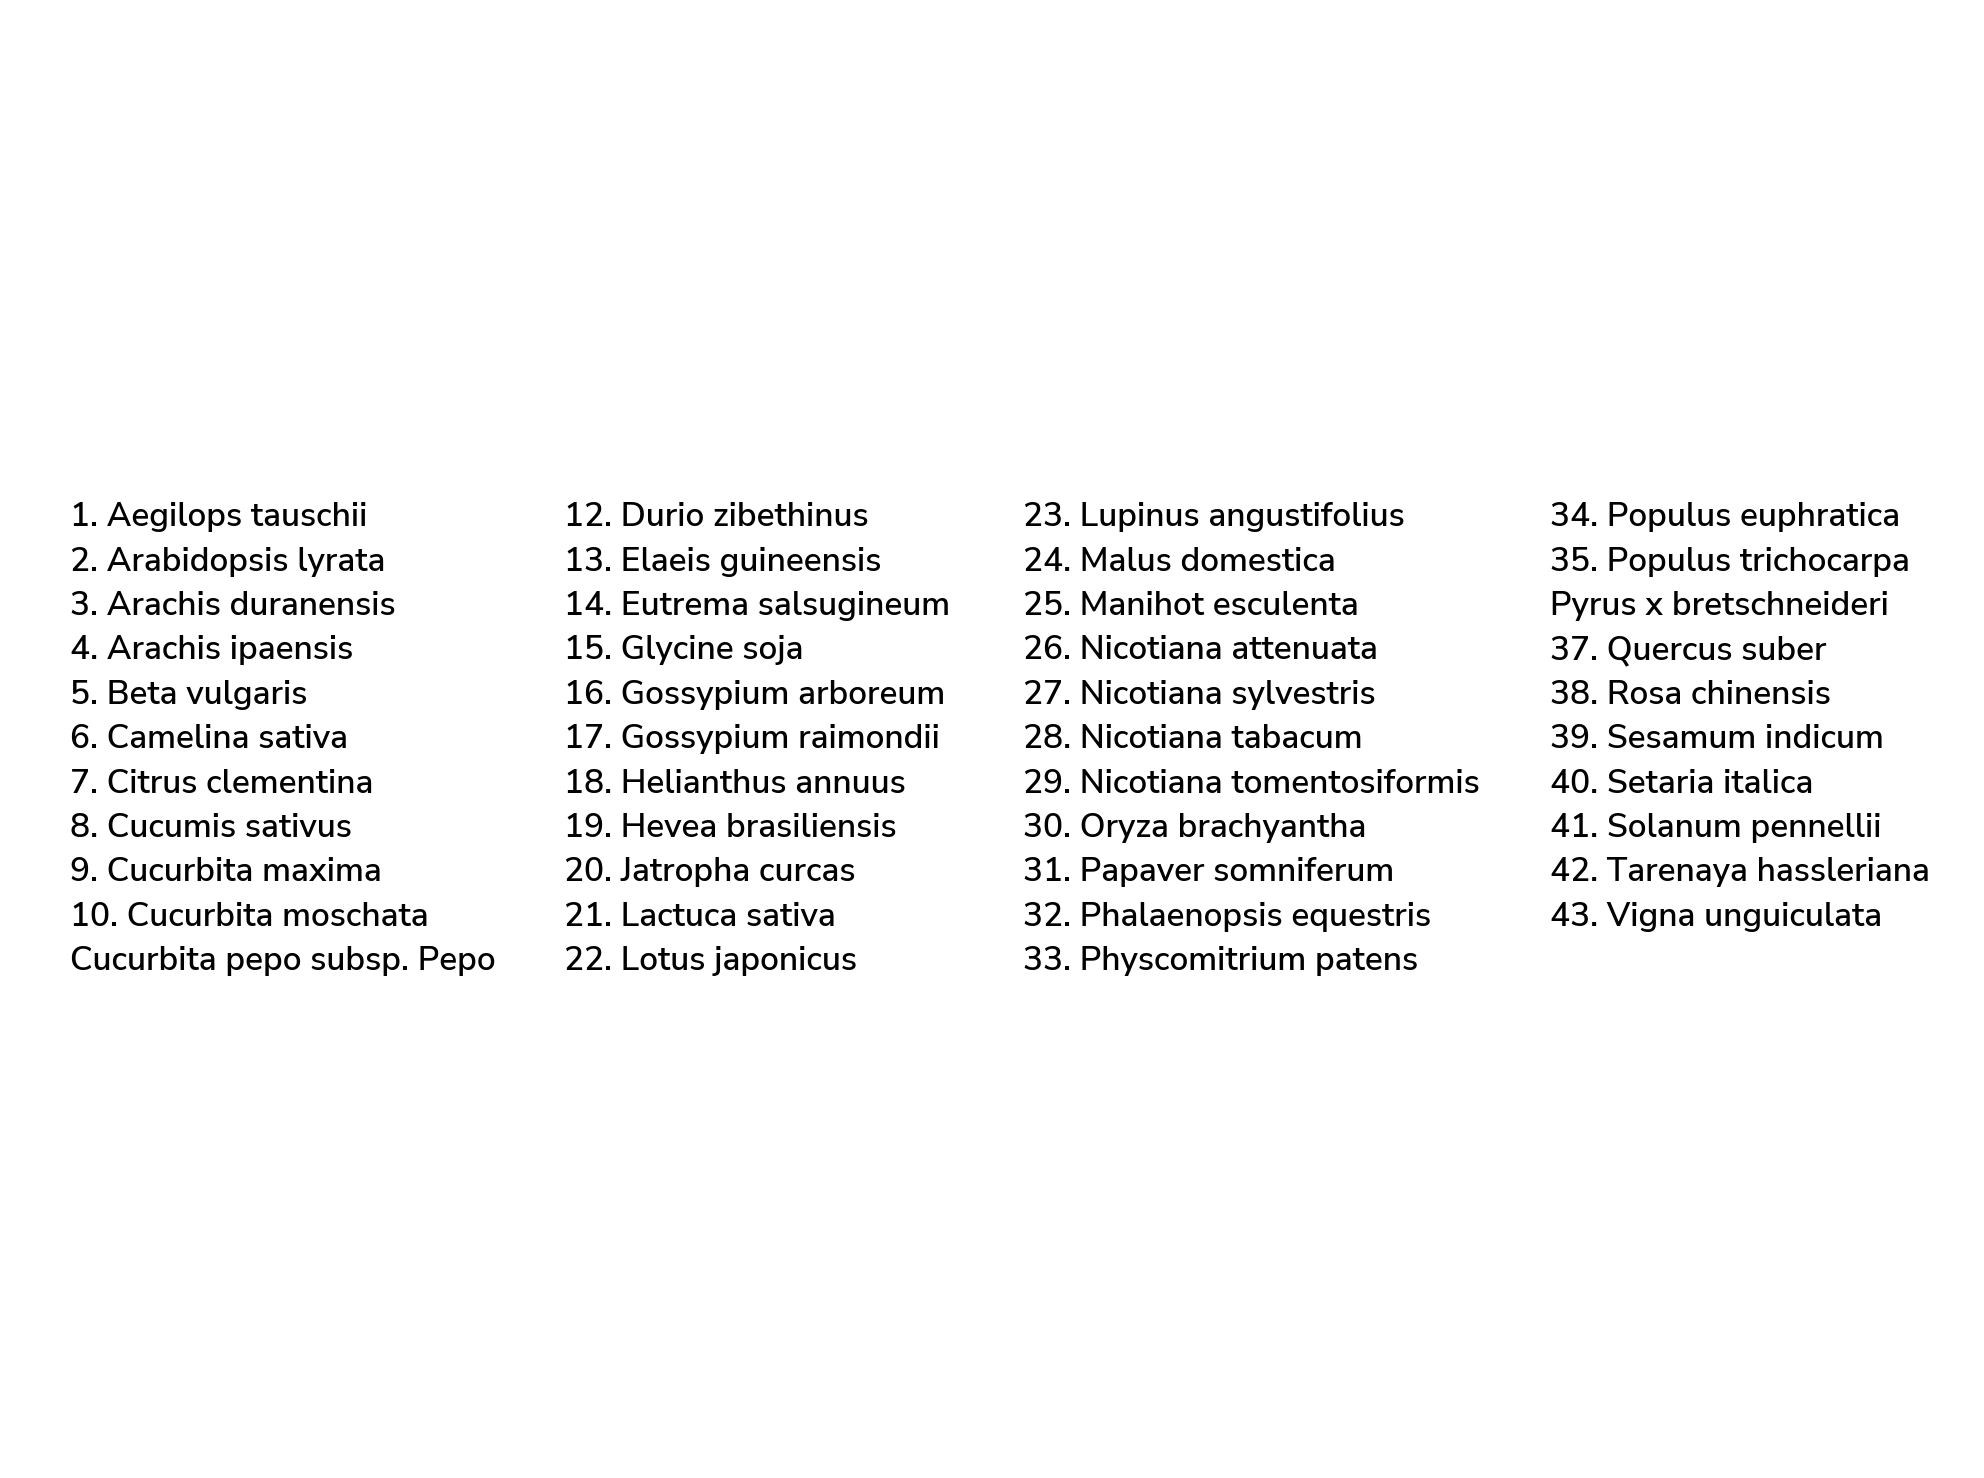 1. Aegilops tauschii
2. Arabidopsis lyrata
3. Arachis duranensis
4. Arachis ipaensis
5. Beta vulgaris
6. Camelina sativa
7. Citrus clementina
8. Cucumis sativus
9. Cucurbita maxima
10. Cucurbita moschata
Cucurbita pepo subsp. Pepo
12. Durio zibethinus
13. Elaeis guineensis
14. Eutrema salsugineum
15. Glycine soja
16. Gossypium arboreum
17. Gossypium raimondii
18. Helianthus annuus
19. Hevea brasiliensis
20. Jatropha curcas
21. Lactuca sativa
22. Lotus japonicus
23. Lupinus angustifolius
24. Malus domestica
25. Manihot esculenta
26. Nicotiana attenuata
27. Nicotiana sylvestris
28. Nicotiana tabacum
29. Nicotiana tomentosiformis
30. Oryza brachyantha
31. Papaver somniferum
32. Phalaenopsis equestris
33. Physcomitrium patens
34. Populus euphratica
35. Populus trichocarpa
Pyrus x bretschneideri
37. Quercus suber
38. Rosa chinensis
39. Sesamum indicum
40. Setaria italica
41. Solanum pennellii
42. Tarenaya hassleriana
43. Vigna unguiculata